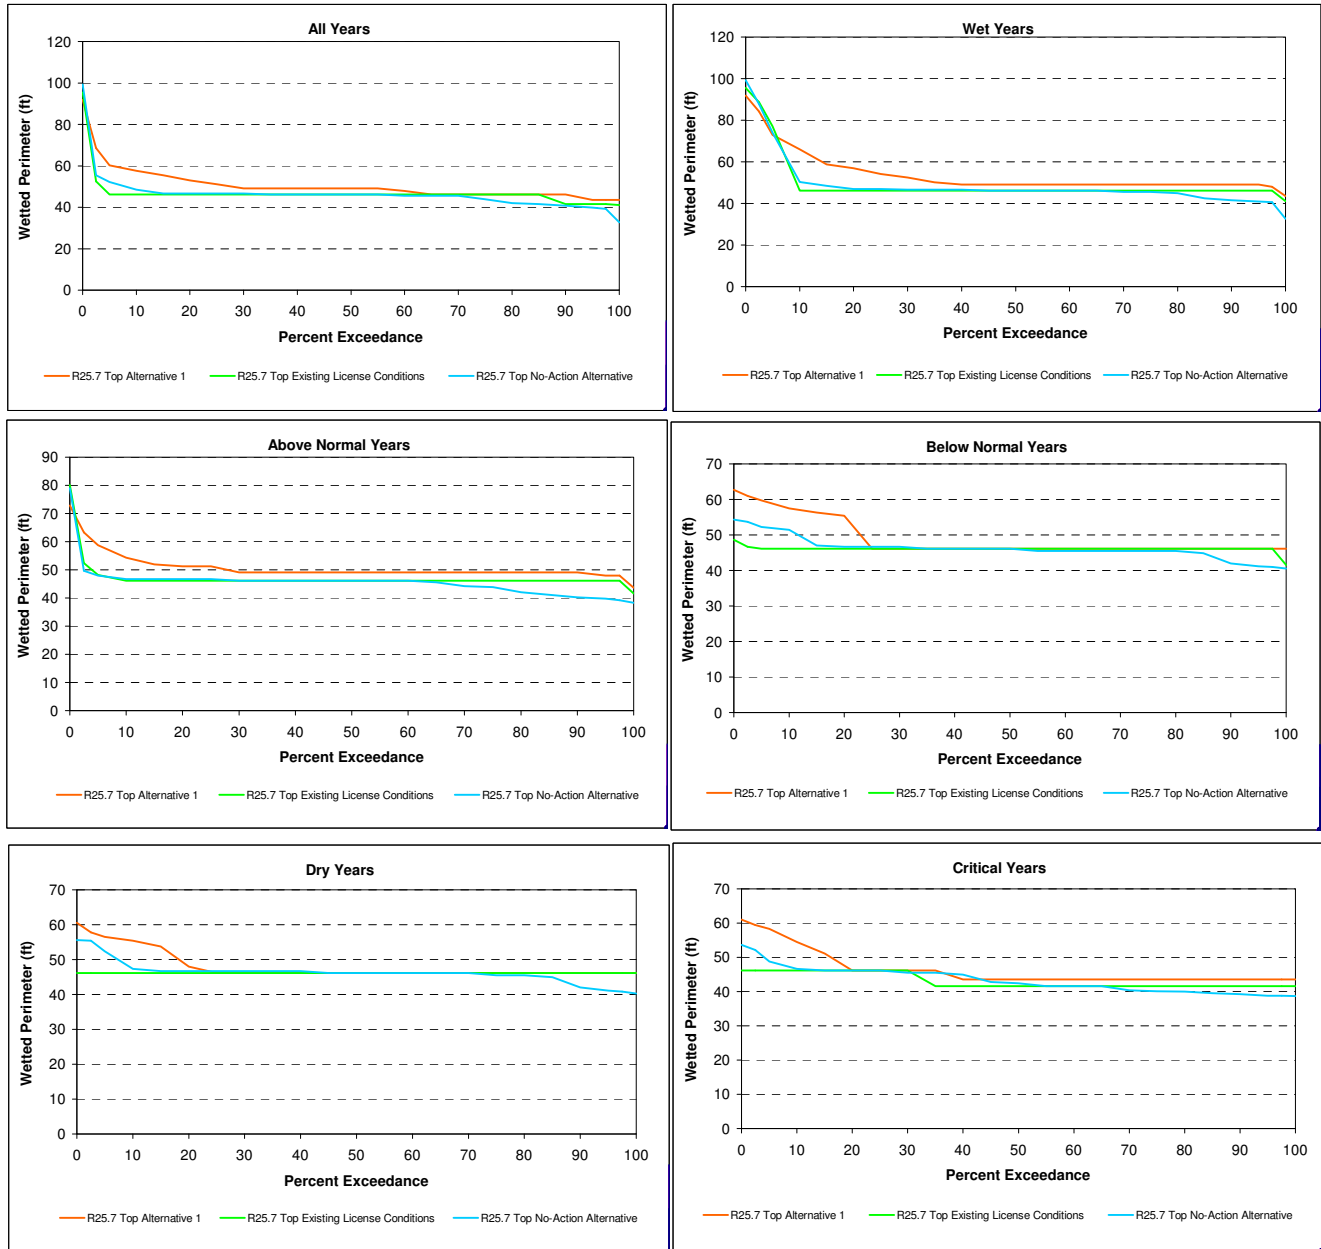 All Years
Wetted Perimeter (ft)
120
100
80
60
40
20
0
0 10 20 30 40 50 60 70 80 90 100
Percent Exceedance
R25.7 Top Alternative 1 R25.7 Top Existing License Conditions R25.7 Top No-Action Alternative
Wet Years
Wetted Perimeter (ft)
120
100
80
60
40
20
0
0 10 20 30 40 50 60 70 80 90 100
Percent Exceedance
R25.7 Top Alternative 1 R25.7 Top Existing License Conditions R25.7 Top No-Action Alternative
Above Normal Years
Wetted Perimeter (ft)
90
80
70
60
50
40
30
20
10
0
0 10 20 30 40 50 60 70 80 90 100
Percent Exceedance
R25.7 Top Alternative 1 R25.7 Top Existing License Conditions R25.7 Top No-Action Alternative
Below Normal Years
Wetted Perimeter (ft)
70
60
50
40
30
20
10
0
0 10 20 30 40 50 60 70 80 90 100
Percent Exceedance
R25.7 Top Alternative 1 R25.7 Top Existing License Conditions R25.7 Top No-Action Alternative
Dry Years
Wetted Perimeter (ft)
70
60
50
40
30
20
10
0
0 10 20 30 40 50 60 70 80 90 100
Percent Exceedance
R25.7 Top Alternative 1 R25.7 Top Existing License Conditions R25.7 Top No-Action Alternative
Critical Years
Wetted Perimeter (ft)
70
60
50
40
30
20
10
0
0 10 20 30 40 50 60 70 80 90 100
Percent Exceedance
R25.7 Top Alternative 1 R25.7 Top Existing License Conditions R25.7 Top No-Action Alternative